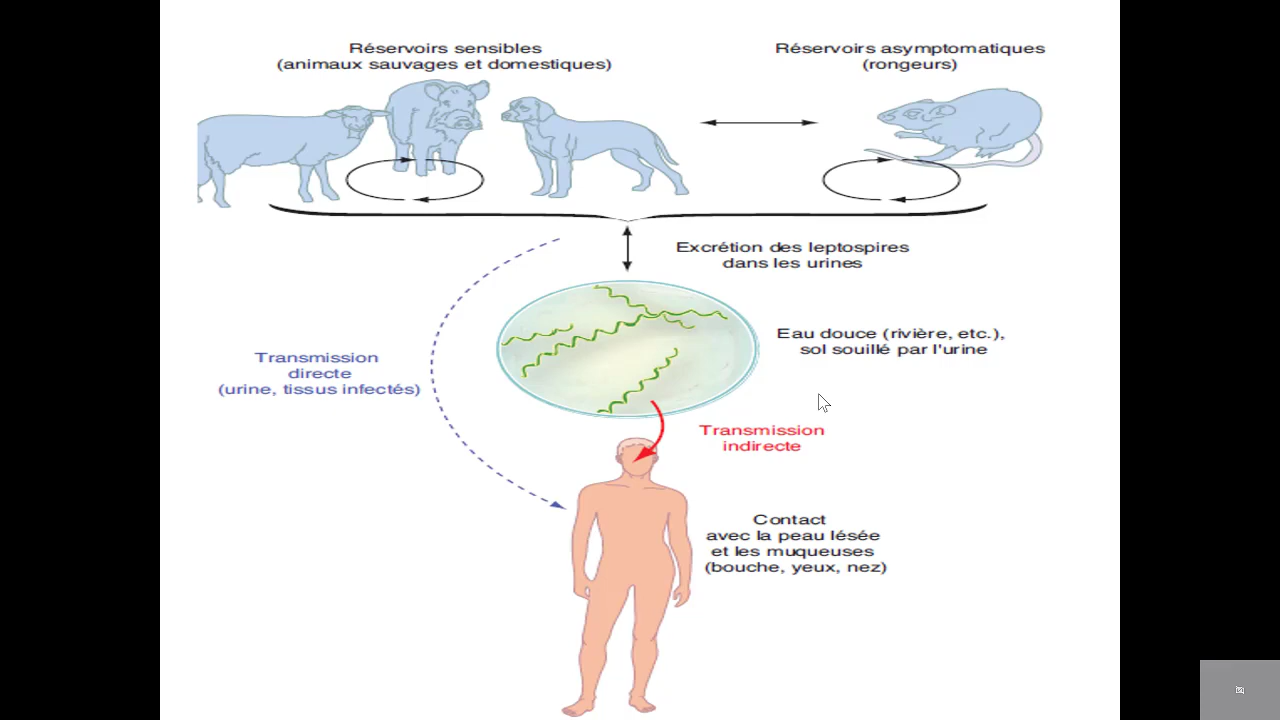 Réservoirs sensibles
(animaux sauvages et domestiques)
Réservoirs asymptomatiques
(rongeurs)
Excrétion des leptospires
dans les urines
Eau douce (rivière, etc.),
sol souillé par l'urine
Transmission
directe
(urine, tissus infectés)
Transmission
indirecte
Contact
avec la peau lésée
et les muqueuses
(bouche, yeux, nez)